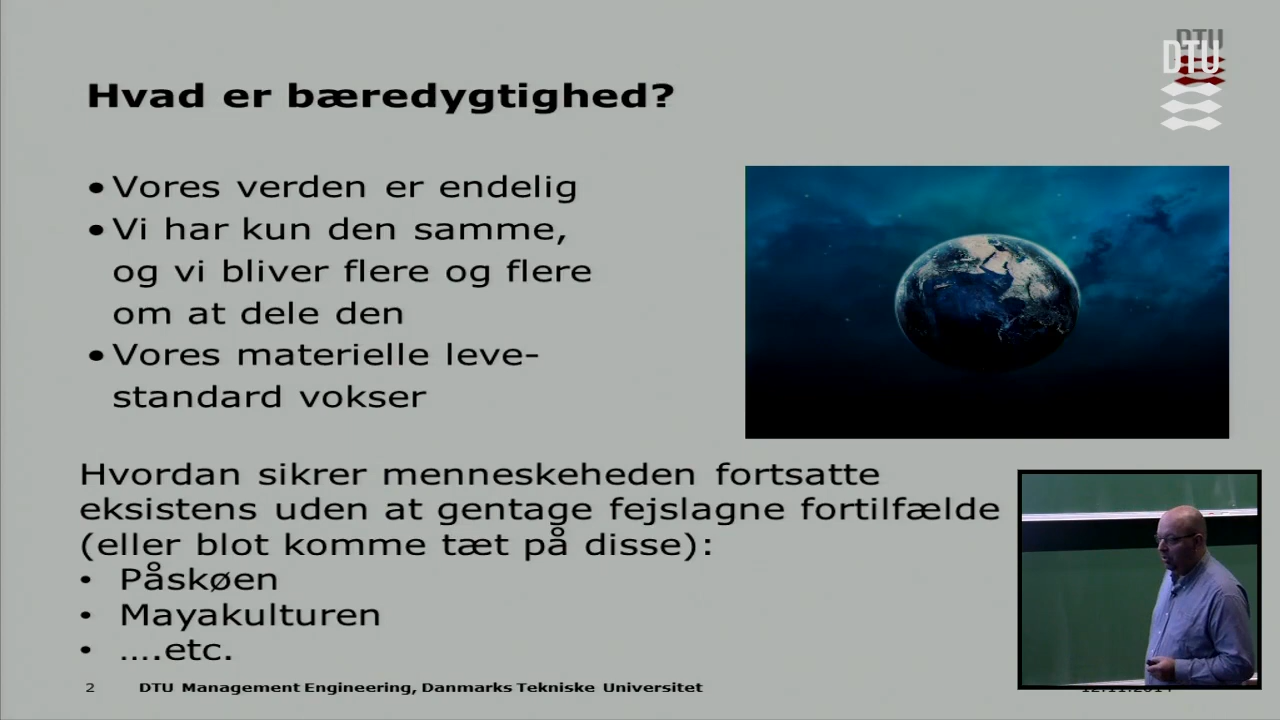 DTU
DTU
Hvad er bæredygtighed?
•Vores verden er endelig
•Vi har kun den samme,
og vi bliver flere og flere
om at dele den
•Vores materielle leve-
standard vokser
Hvordan sikrer menneskeheden fortsatte
eksistens uden at gentage fejslagne fortilfælde
(eller blot komme tæt på disse):
• Påskøen
• Mayakulturen
• ….etc.
2 DTU Management Engineering, Danmarks Tekniske Universitet